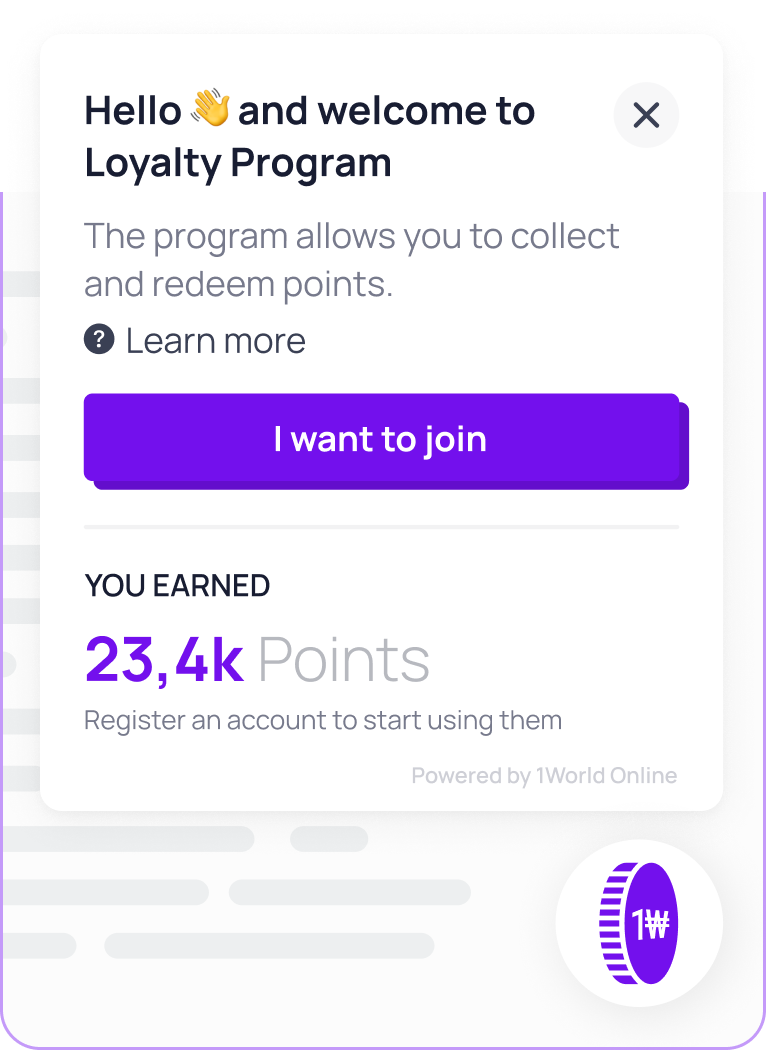 Hello 👋 and welcome to
Loyalty Program
The program allows you to collect
and redeem points.
? Learn more
I want to join
YOU EARNED
23,4k Points
Register an account to start using them
Powered by 1World Online
1₩